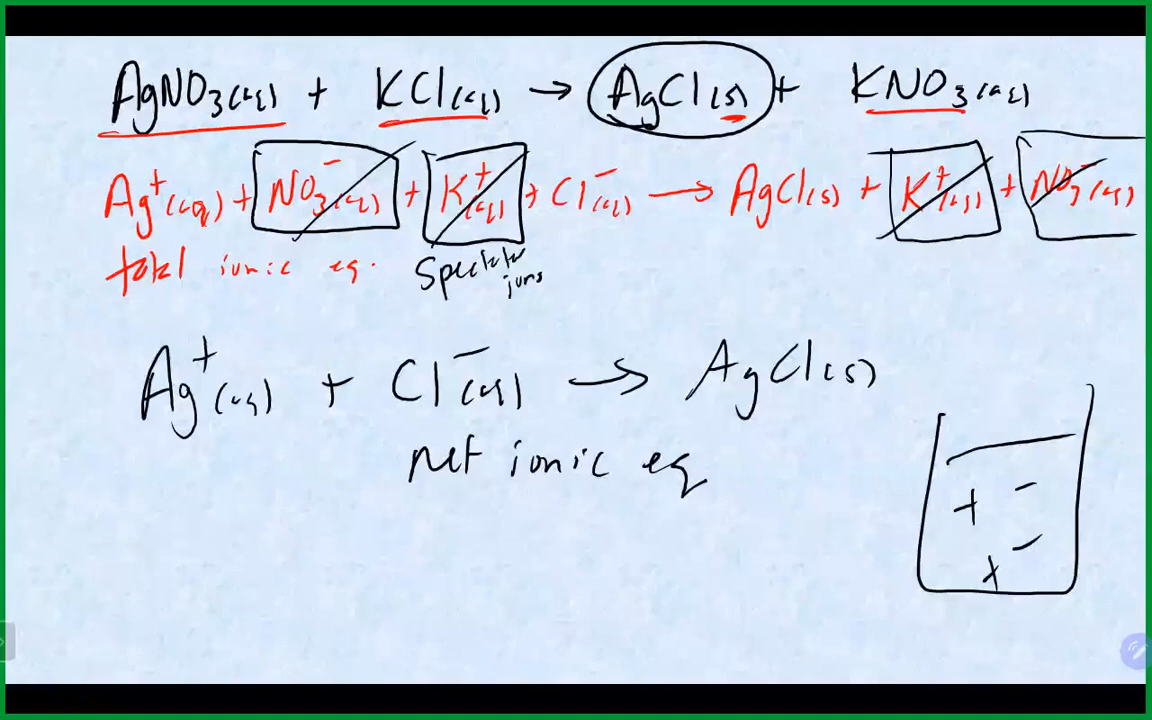 AgNO3(aq) + KCl(aq) → AgCl(s) + KNO3(aq)
Ag+(aq) + NO3-(aq) + K+(aq) + Cl-(aq) → AgCl(s) + K+(aq) + NO3-(aq)
total ionic eq.
Spectator ions
Ag+(aq) + Cl-(aq) → AgCl(s)
net ionic eq
+ -
-
+